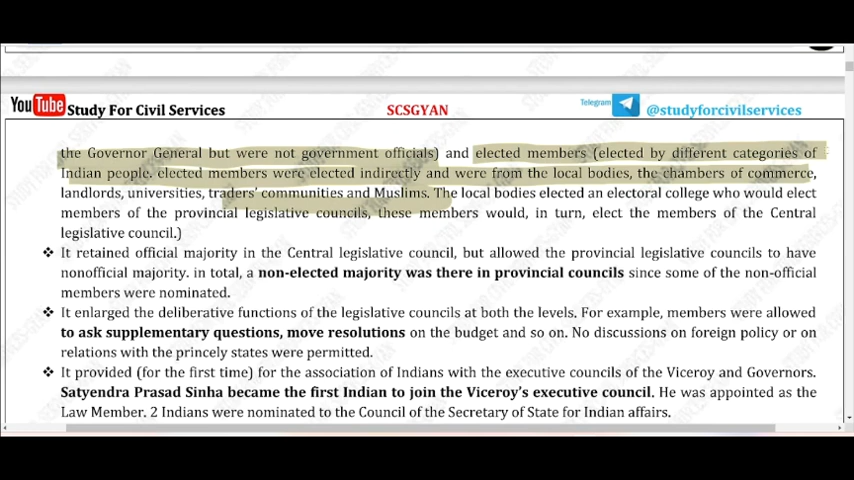 YouTube Study For Civil Services SCSGYAN Telegram @studyforcivilservices
the Governor General but were not government officials) and elected members (elected by different categories of
Indian people. elected members were elected indirectly and were from the local bodies, the chambers of commerce,
landlords, universities, traders' communities and Muslims. The local bodies elected an electoral college who would elect
members of the provincial legislative councils, these members would, in turn, elect the members of the Central
legislative council.)
❖ It retained official majority in the Central legislative council, but allowed the provincial legislative councils to have
nonofficial majority. in total, a non-elected majority was there in provincial councils since some of the non-official
members were nominated.
❖ It enlarged the deliberative functions of the legislative councils at both the levels. For example, members were allowed
to ask supplementary questions, move resolutions on the budget and so on. No discussions on foreign policy or on
relations with the princely states were permitted.
❖ It provided (for the first time) for the association of Indians with the executive councils of the Viceroy and Governors.
Satyendra Prasad Sinha became the first Indian to join the Viceroy's executive council. He was appointed as the
Law Member. 2 Indians were nominated to the Council of the Secretary of State for Indian affairs.